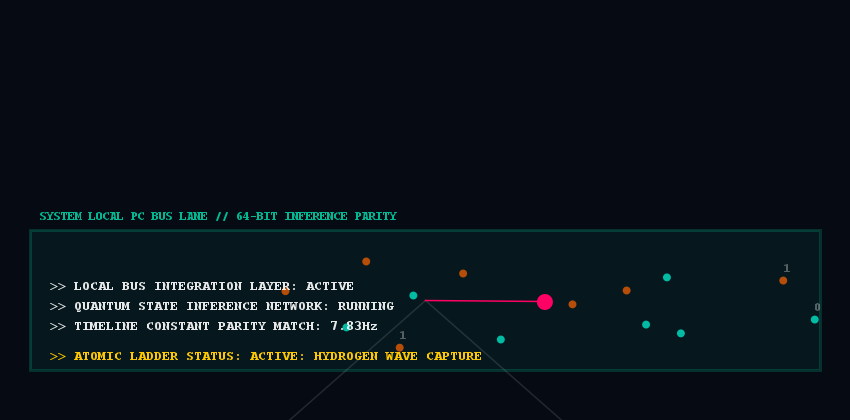 SYSTEM LOCAL PC BUS LANE // 64-BIT INFERENCE PARITY
1
>> LOCAL BUS INTEGRATION LAYER: ACTIVE
>> QUANTUM STATE INFERENCE NETWORK: RUNNING
0
>> TIMELINE CONSTANT PARITY MATCH: 7.83Hz
1
>> ATOMIC LADDER STATUS: ACTIVE: HYDROGEN WAVE CAPTURE